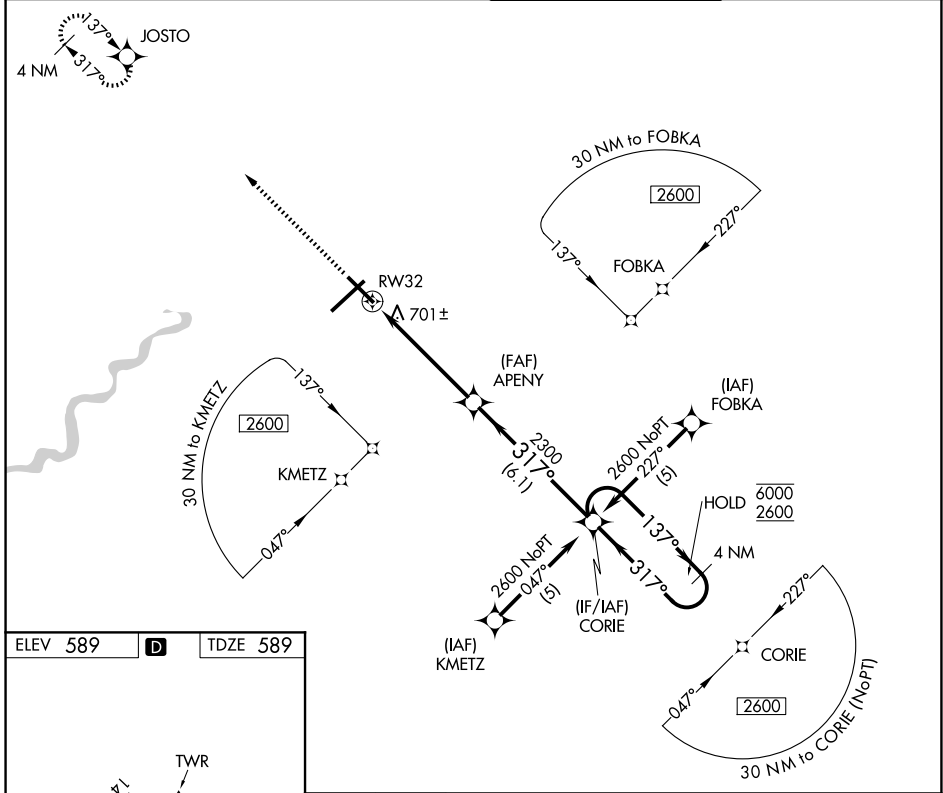 137°
JOSTO
4 NM
317°
30 NM to FOBKA
2600
227°
137°
FOBKA
RW32
701±
(FAF)
APENY
30 NM to KMETZ
137°
2600
KMETZ
047°
(IAF)
FOBKA
2300
317°
(6.1)
2600 NoPT
227°
(5)
HOLD 6000
2600
137°
4 NM
317°
2600 NoPT
047°
(5)
(IF/IAF)
CORIE
(IAF)
KMETZ
227°
CORIE
047°
2600
30 NM to CORIE (NoPT)
ELEV 589 D TDZE 589
TWR